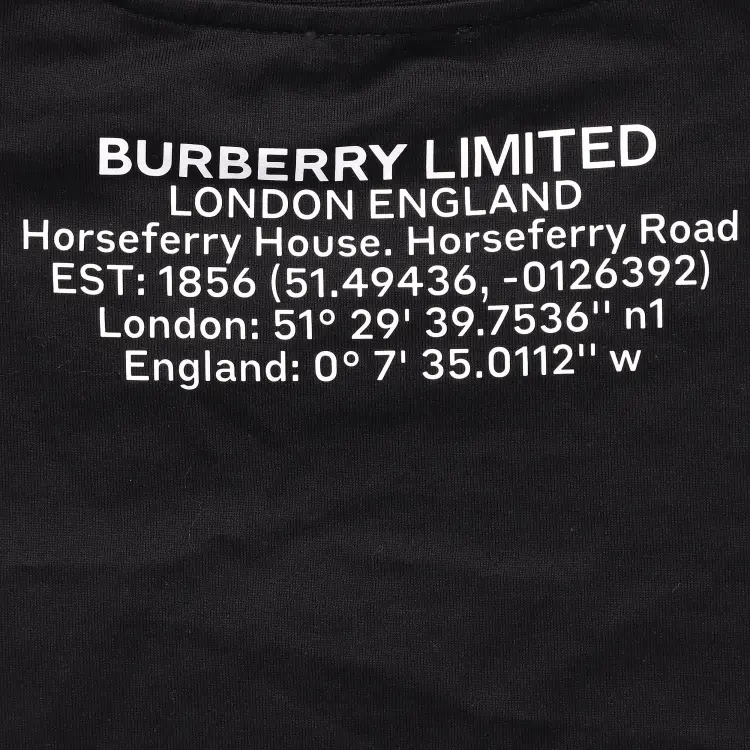 BURBERRY LIMITED
LONDON ENGLAND
Horseferry House. Horseferry Road
EST: 1856 (51.49436, -0126392)
London: 51° 29' 39.7536'' n1
England: 0° 7' 35.0112'' w